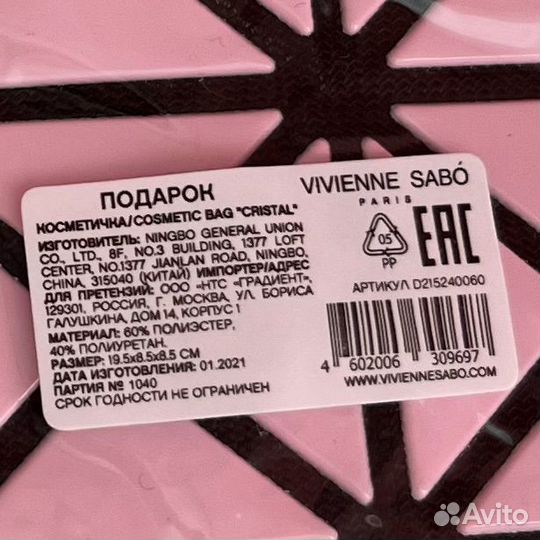 ПОДАРОК
КОСМЕТИЧКА/COSMETIC BAG "CRISTAL"
ИЗГОТОВИТЕЛЬ: NINGBO GENERAL UNION
CO., LTD., 8F, NO.3 BUILDING, 1377 LOFT
CENTER, NO.1377 JIANLAN ROAD, NINGBO,
CHINA, 315040 (КИТАЙ) ИМПОРТЕР/АДРЕС
ДЛЯ ПРЕТЕНЗИЙ: ООО «НТС «ГРАДИЕНТ»,
129301, РОССИЯ, Г. МОСКВА, УЛ. БОРИСА
ГАЛУШКИНА, ДОМ 14, КОРПУС 1
МАТЕРИАЛ: 60% ПОЛИЭСТЕР,
40% ПОЛИУРЕТАН.
РАЗМЕР: 19.5x8.5x8.5 СМ
ДАТА ИЗГОТОВЛЕНИЯ: 01.2021
ПАРТИЯ № 1040
СРОК ГОДНОСТИ НЕ ОГРАНИЧЕН
VIVIENNE SABÓ
PARIS
05
PP
EAC
АРТИКУЛ D215240060
4 602006 309697
WWW.VIVIENNESABO.COM
Avito